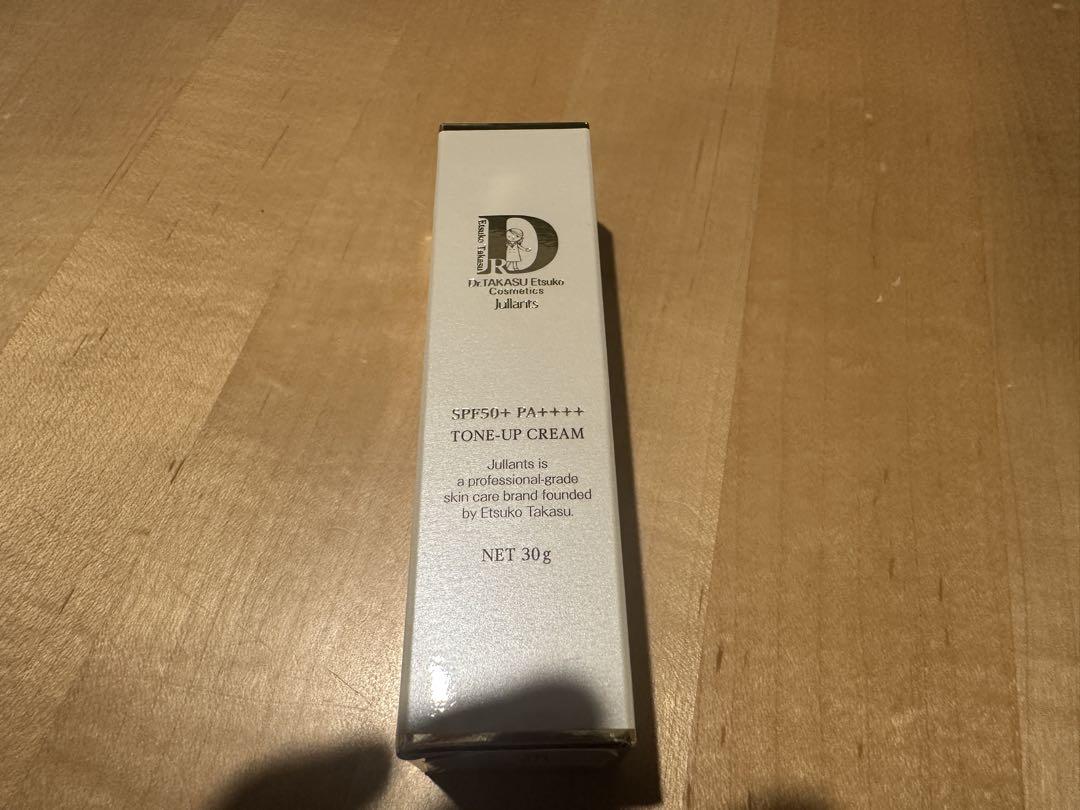 Etsuko Takasu
DR
Dr.TAKASU Etsuko
Cosmetics
Jullants
SPF50+ PA++++
TONE-UP CREAM
Jullants is
a professional-grade
skin care brand founded
by Etsuko Takasu.
NET 30g